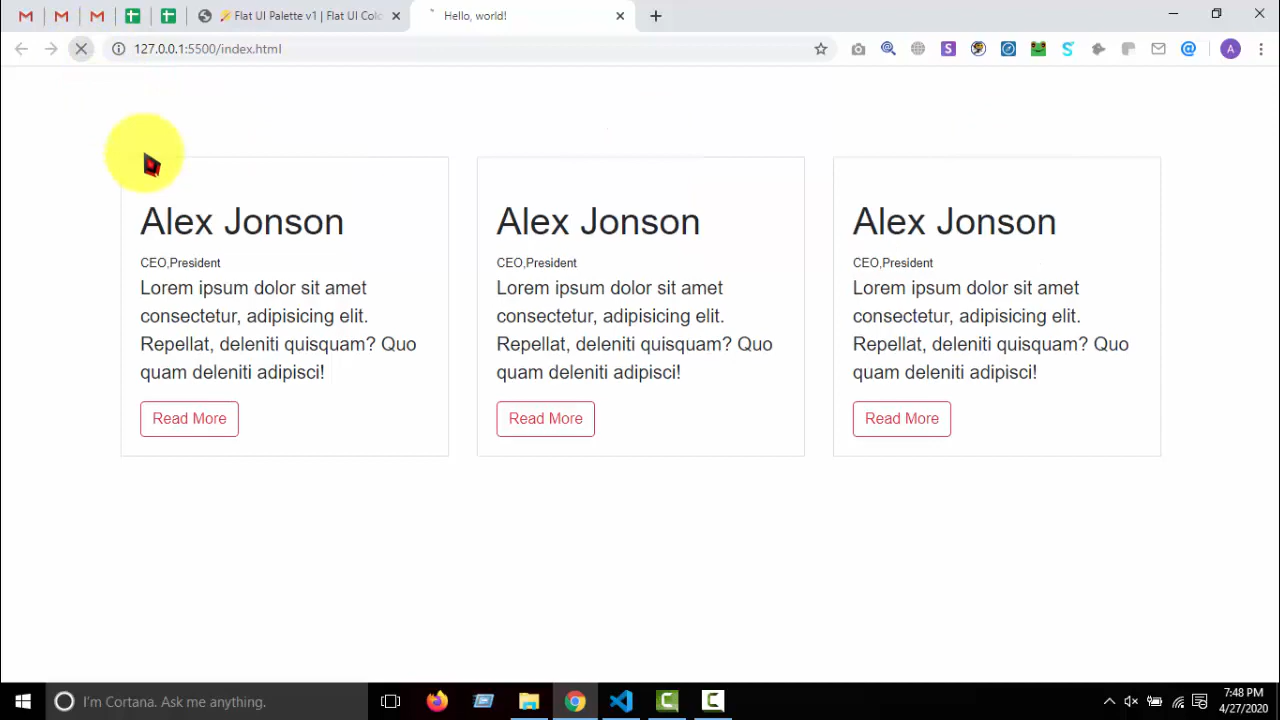 Flat UI Palette v1 | Flat UI Colo
Hello, world!
127.0.0.1:5500/index.html
A
Alex Jonson
CEO,President
Lorem ipsum dolor sit amet
consectetur, adipisicing elit.
Repellat, deleniti quisquam? Quo
quam deleniti adipisci!
Read More
Alex Jonson
CEO,President
Lorem ipsum dolor sit amet
consectetur, adipisicing elit.
Repellat, deleniti quisquam? Quo
quam deleniti adipisci!
Read More
Alex Jonson
CEO,President
Lorem ipsum dolor sit amet
consectetur, adipisicing elit.
Repellat, deleniti quisquam? Quo
quam deleniti adipisci!
Read More
I'm Cortana. Ask me anything.
7:48 PM
4/27/2020